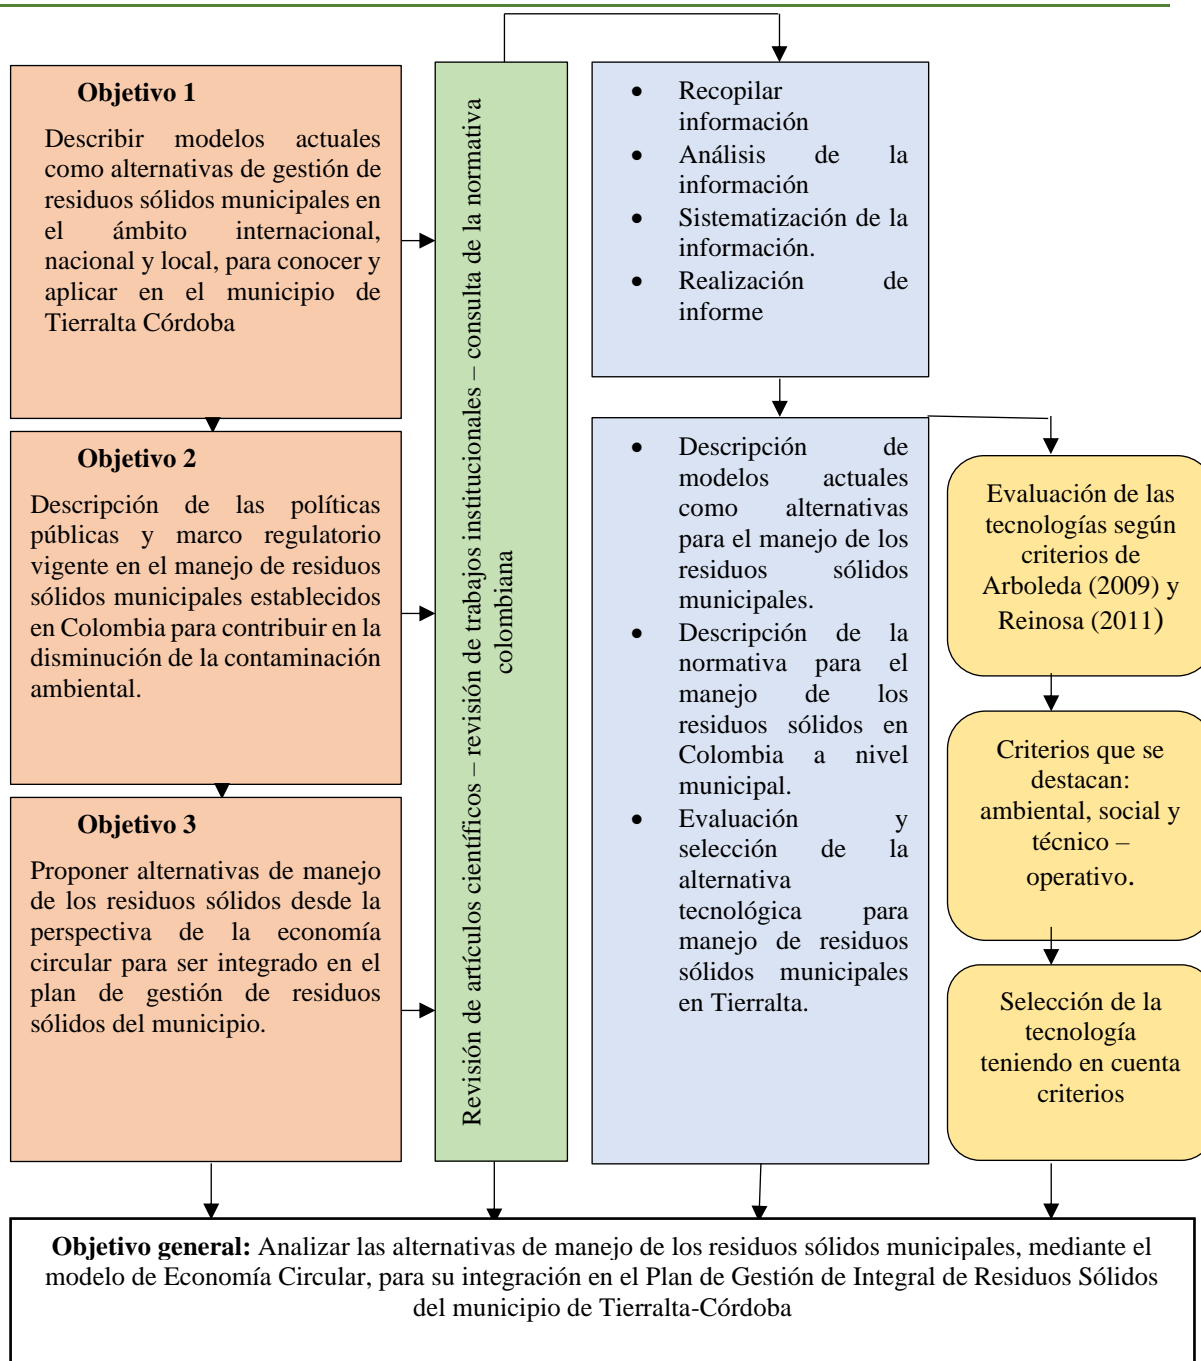 Objetivo 1
Describir modelos actuales
como alternativas de gestión de
residuos sólidos municipales en
el ámbito internacional,
nacional y local, para conocer y
aplicar en el municipio de
Tierralta Córdoba
Objetivo 2
Descripción de las políticas
públicas y marco regulatorio
vigente en el manejo de residuos
sólidos municipales establecidos
en Colombia para contribuir en la
disminución de la contaminación
ambiental.
Objetivo 3
Proponer alternativas de manejo
de los residuos sólidos desde la
perspectiva de la economía
circular para ser integrado en el
plan de gestión de residuos
sólidos del municipio.
Revisión de artículos científicos – revisión de trabajos institucionales – consulta de la normativa
colombiana
• Recopilar
información
• Análisis de la
información
• Sistematización de la
información.
• Realización de
informe
• Descripción de
modelos actuales
como alternativas
para el manejo de los
residuos sólidos
municipales.
• Descripción de la
normativa para el
manejo de los
residuos sólidos en
Colombia a nivel
municipal.
• Evaluación y
selección de la
alternativa
tecnológica para
manejo de residuos
sólidos municipales
en Tierralta.
Evaluación de las
tecnologías según
criterios de
Arboleda (2009) y
Reinosa (2011)
Criterios que se
destacan:
ambiental, social y
técnico –
operativo.
Selección de la
tecnología
teniendo en cuenta
criterios
Objetivo general: Analizar las alternativas de manejo de los residuos sólidos municipales, mediante el
modelo de Economía Circular, para su integración en el Plan de Gestión de Integral de Residuos Sólidos
del municipio de Tierralta-Córdoba